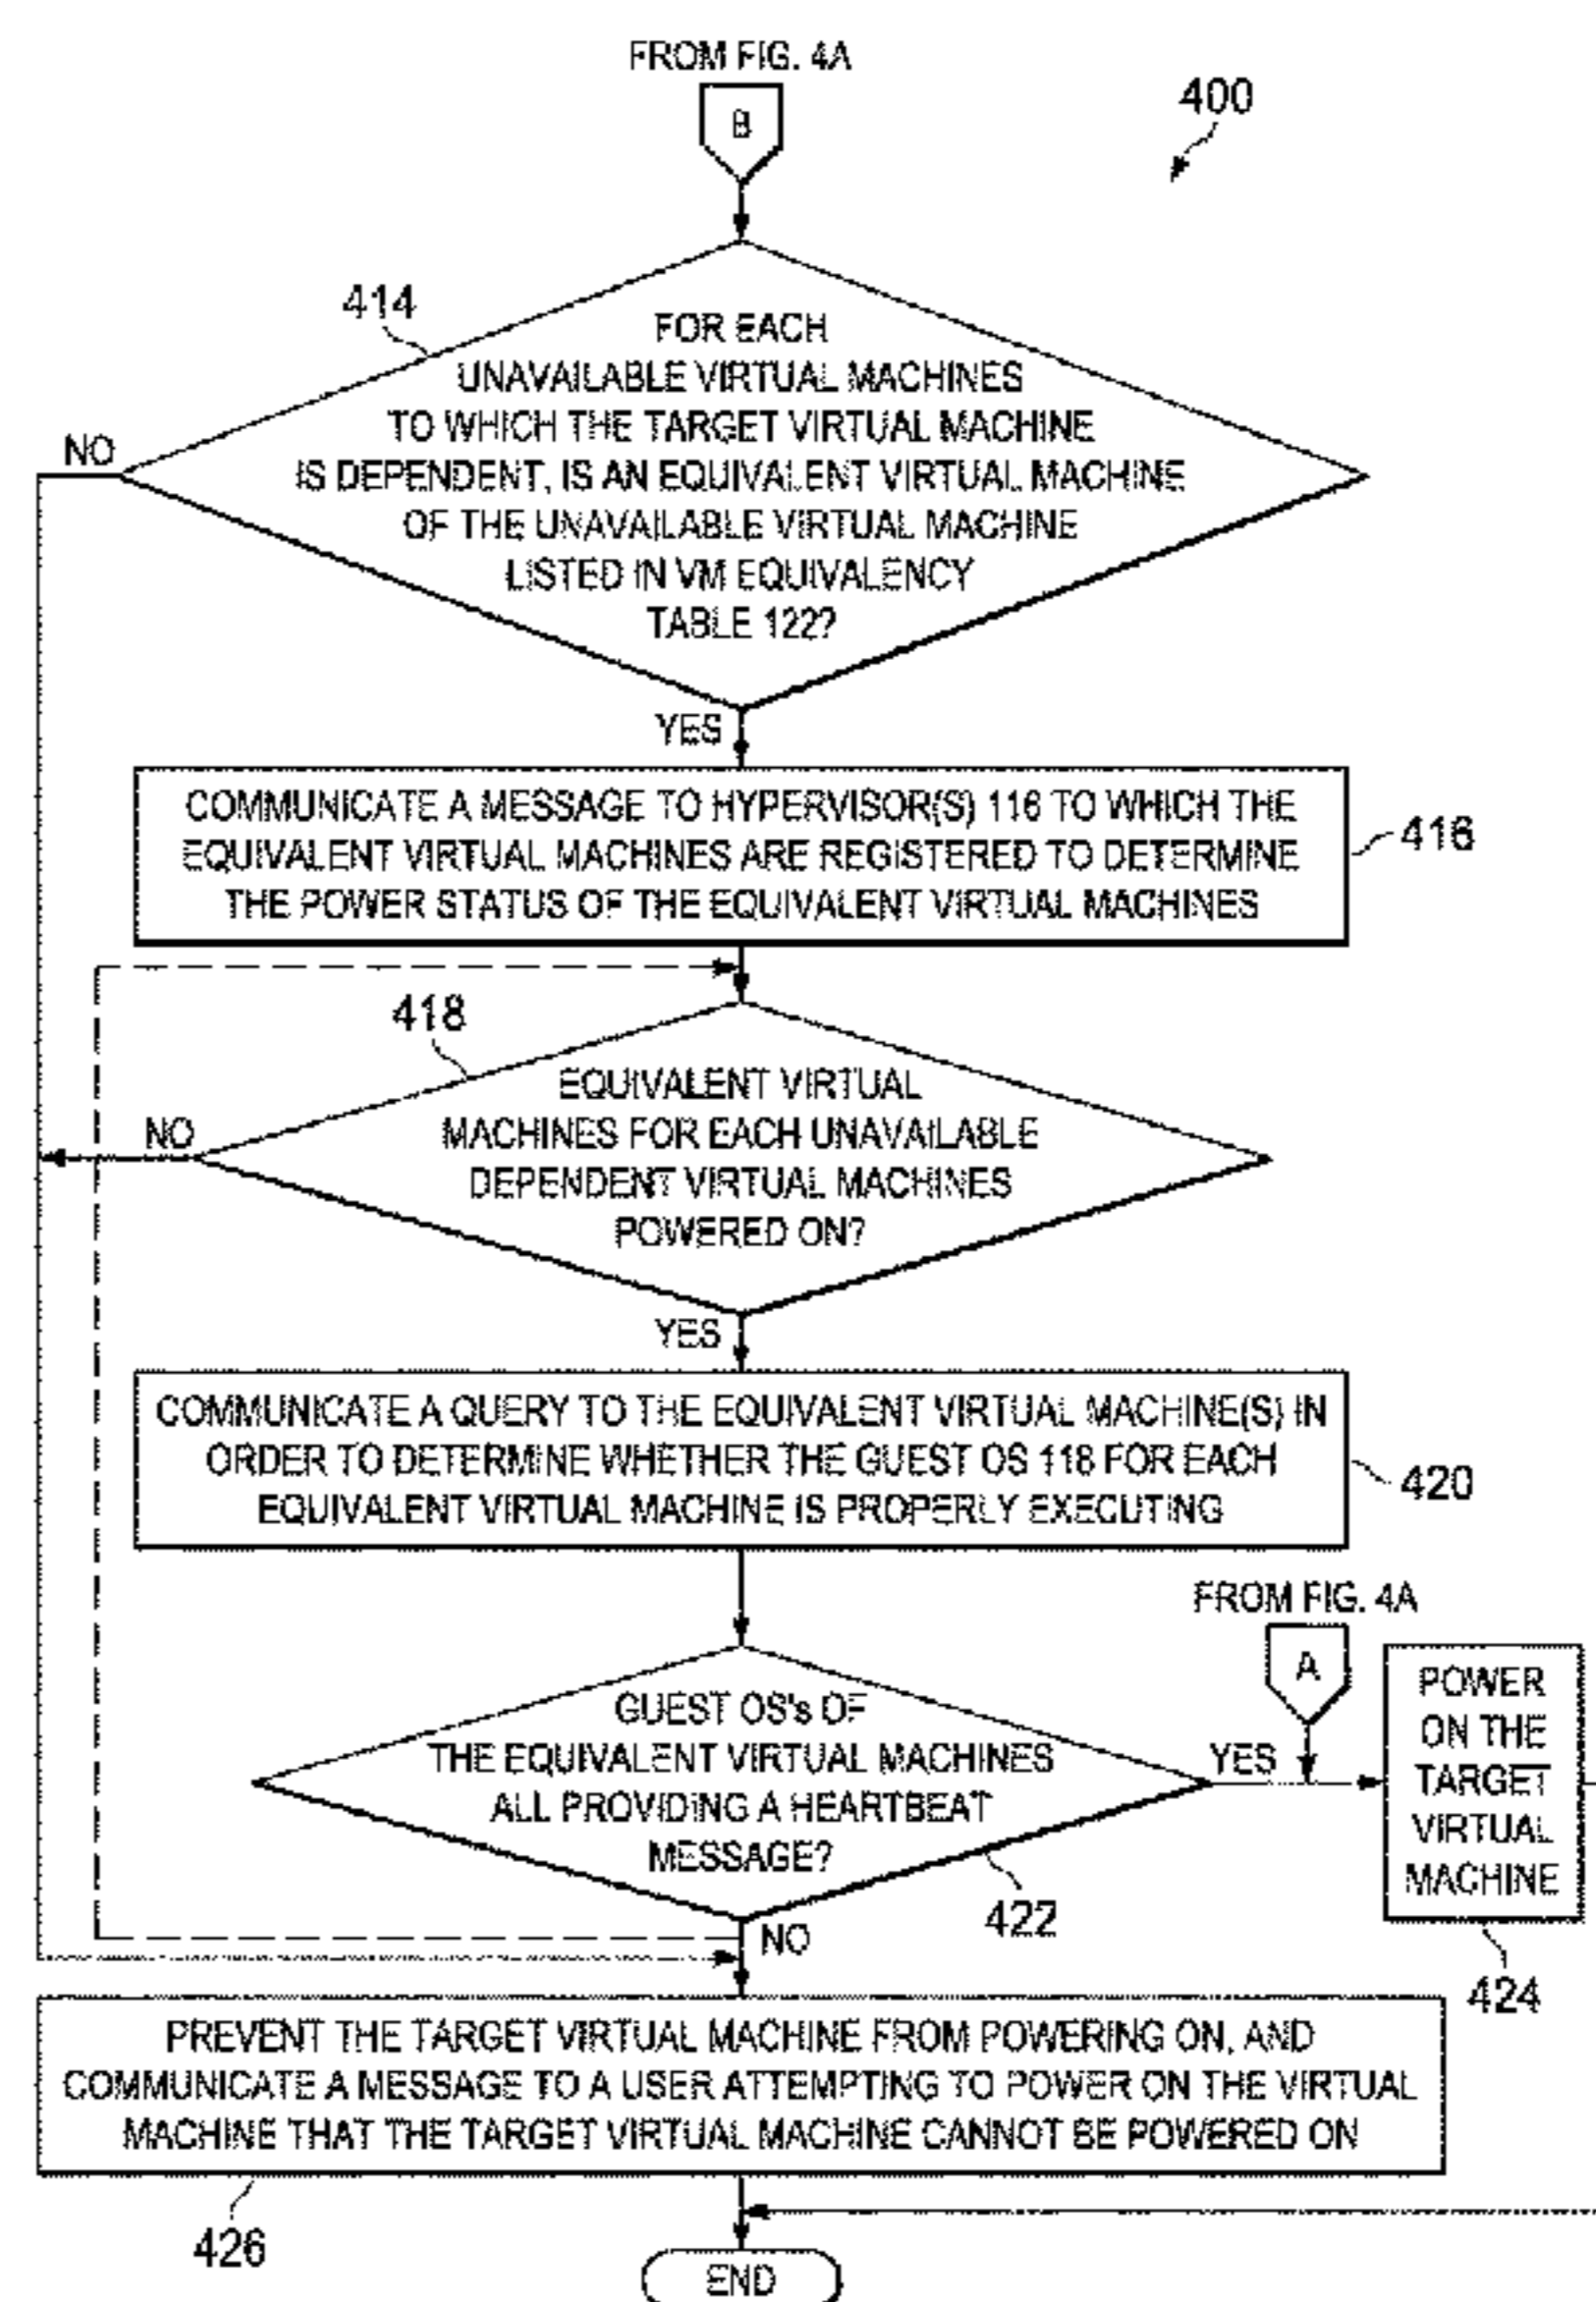 FROM FIG. 4A
B
400
414
FOR EACH
UNAVAILABLE VIRTUAL MACHINES
TO WHICH THE TARGET VIRTUAL MACHINE
IS DEPENDENT, IS AN EQUIVALENT VIRTUAL MACHINE
OF THE UNAVAILABLE VIRTUAL MACHINE
LISTED IN VM EQUIVALENCY
TABLE 122?
NO
YES
COMMUNICATE A MESSAGE TO HYPERVISOR(S) 116 TO WHICH THE
EQUIVALENT VIRTUAL MACHINES ARE REGISTERED TO DETERMINE
THE POWER STATUS OF THE EQUIVALENT VIRTUAL MACHINES
416
418
EQUIVALENT VIRTUAL
MACHINES FOR EACH UNAVAILABLE
DEPENDENT VIRTUAL MACHINES
POWERED ON?
NO
YES
COMMUNICATE A QUERY TO THE EQUIVALENT VIRTUAL MACHINE(S) IN
ORDER TO DETERMINE WHETHER THE GUEST OS 118 FOR EACH
EQUIVALENT VIRTUAL MACHINE IS PROPERLY EXECUTING
420
FROM FIG. 4A
A
GUEST OS's OF
THE EQUIVALENT VIRTUAL MACHINES
ALL PROVIDING A HEARTBEAT
MESSAGE?
YES
422
NO
POWER
ON THE
TARGET
VIRTUAL
MACHINE
424
PREVENT THE TARGET VIRTUAL MACHINE FROM POWERING ON, AND
COMMUNICATE A MESSAGE TO A USER ATTEMPTING TO POWER ON THE VIRTUAL
MACHINE THAT THE TARGET VIRTUAL MACHINE CANNOT BE POWERED ON
426
END